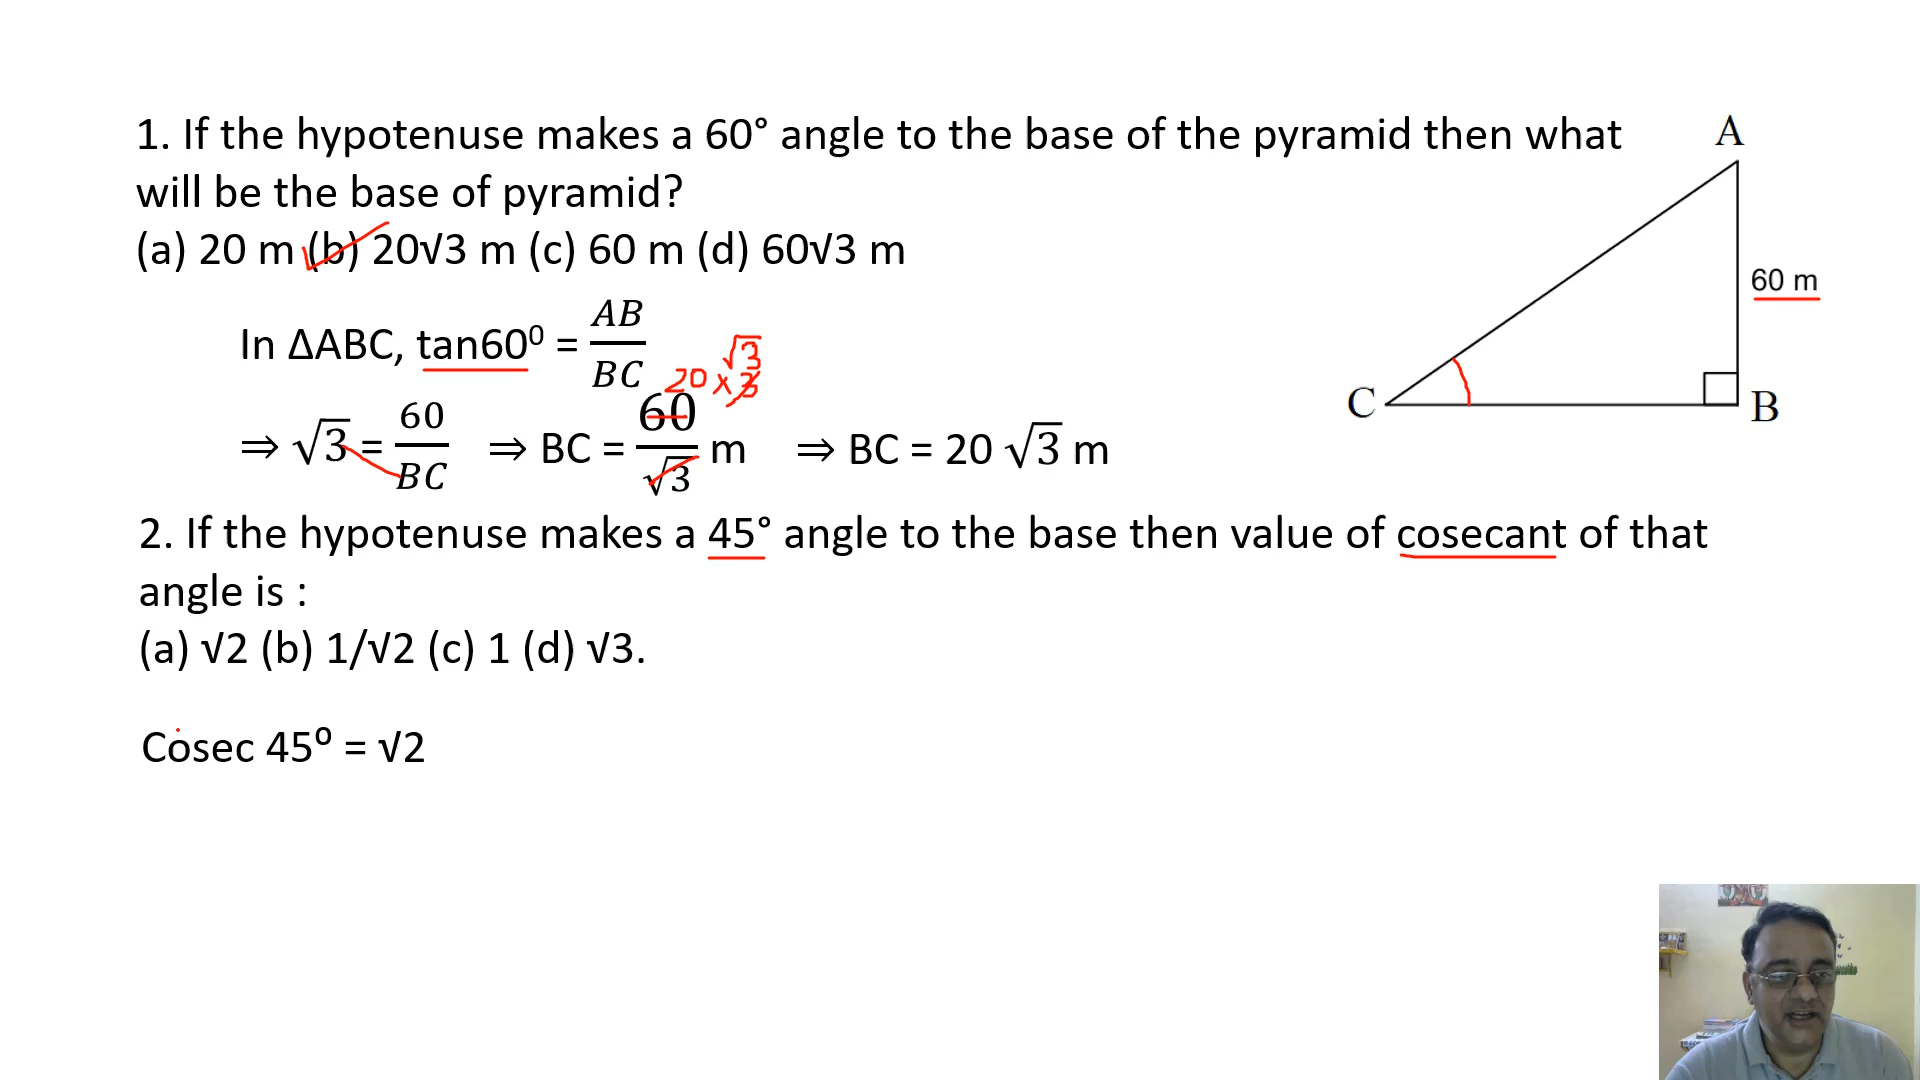 1. If the hypotenuse makes a 60° angle to the base of the pyramid then what
will be the base of pyramid?
(a) 20 m (b) 20√3 m (c) 60 m (d) 60√3 m
A
60 m
C
B
In ΔABC, tan60⁰ = AB/BC
√3
20 × 3
⇒ √3 = 60/BC ⇒ BC = 60/√3 m ⇒ BC = 20 √3 m
2. If the hypotenuse makes a 45° angle to the base then value of cosecant of that
angle is :
(a) √2 (b) 1/√2 (c) 1 (d) √3.
Cosec 45⁰ = √2